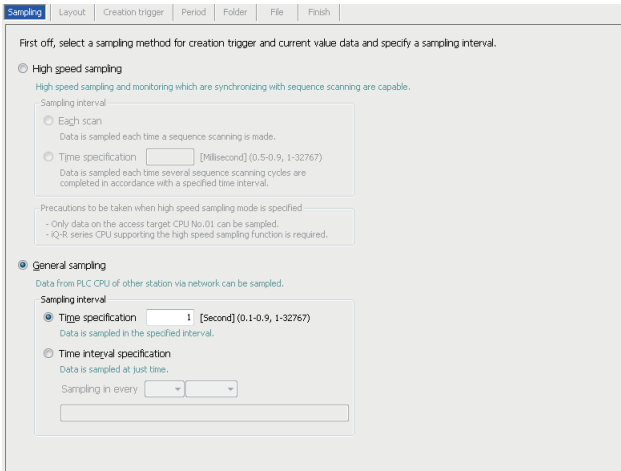 Sampling Layout Creation trigger Period Folder File Finish
First off, select a sampling method for creation trigger and current value data and specify a sampling interval.
High speed sampling
High speed sampling and monitoring which are synchronizing with sequence scanning are capable.
Sampling interval
Each scan
Data is sampled each time a sequence scanning is made.
Time specification [Millisecond] (0.5-0.9, 1-32767)
Data is sampled each time several sequence scanning cycles are
completed in accordance with a specified time interval.
Precautions to be taken when high speed sampling mode is specified
- Only data on the access target CPU No.01 can be sampled.
- iQ-R series CPU supporting the high speed sampling function is required.
General sampling
Data from PLC CPU of other station via network can be sampled.
Sampling interval
Time specification 1 [Second] (0.1-0.9, 1-32767)
Data is sampled in the specified interval.
Time interval specification
Data is sampled at just time.
Sampling in every